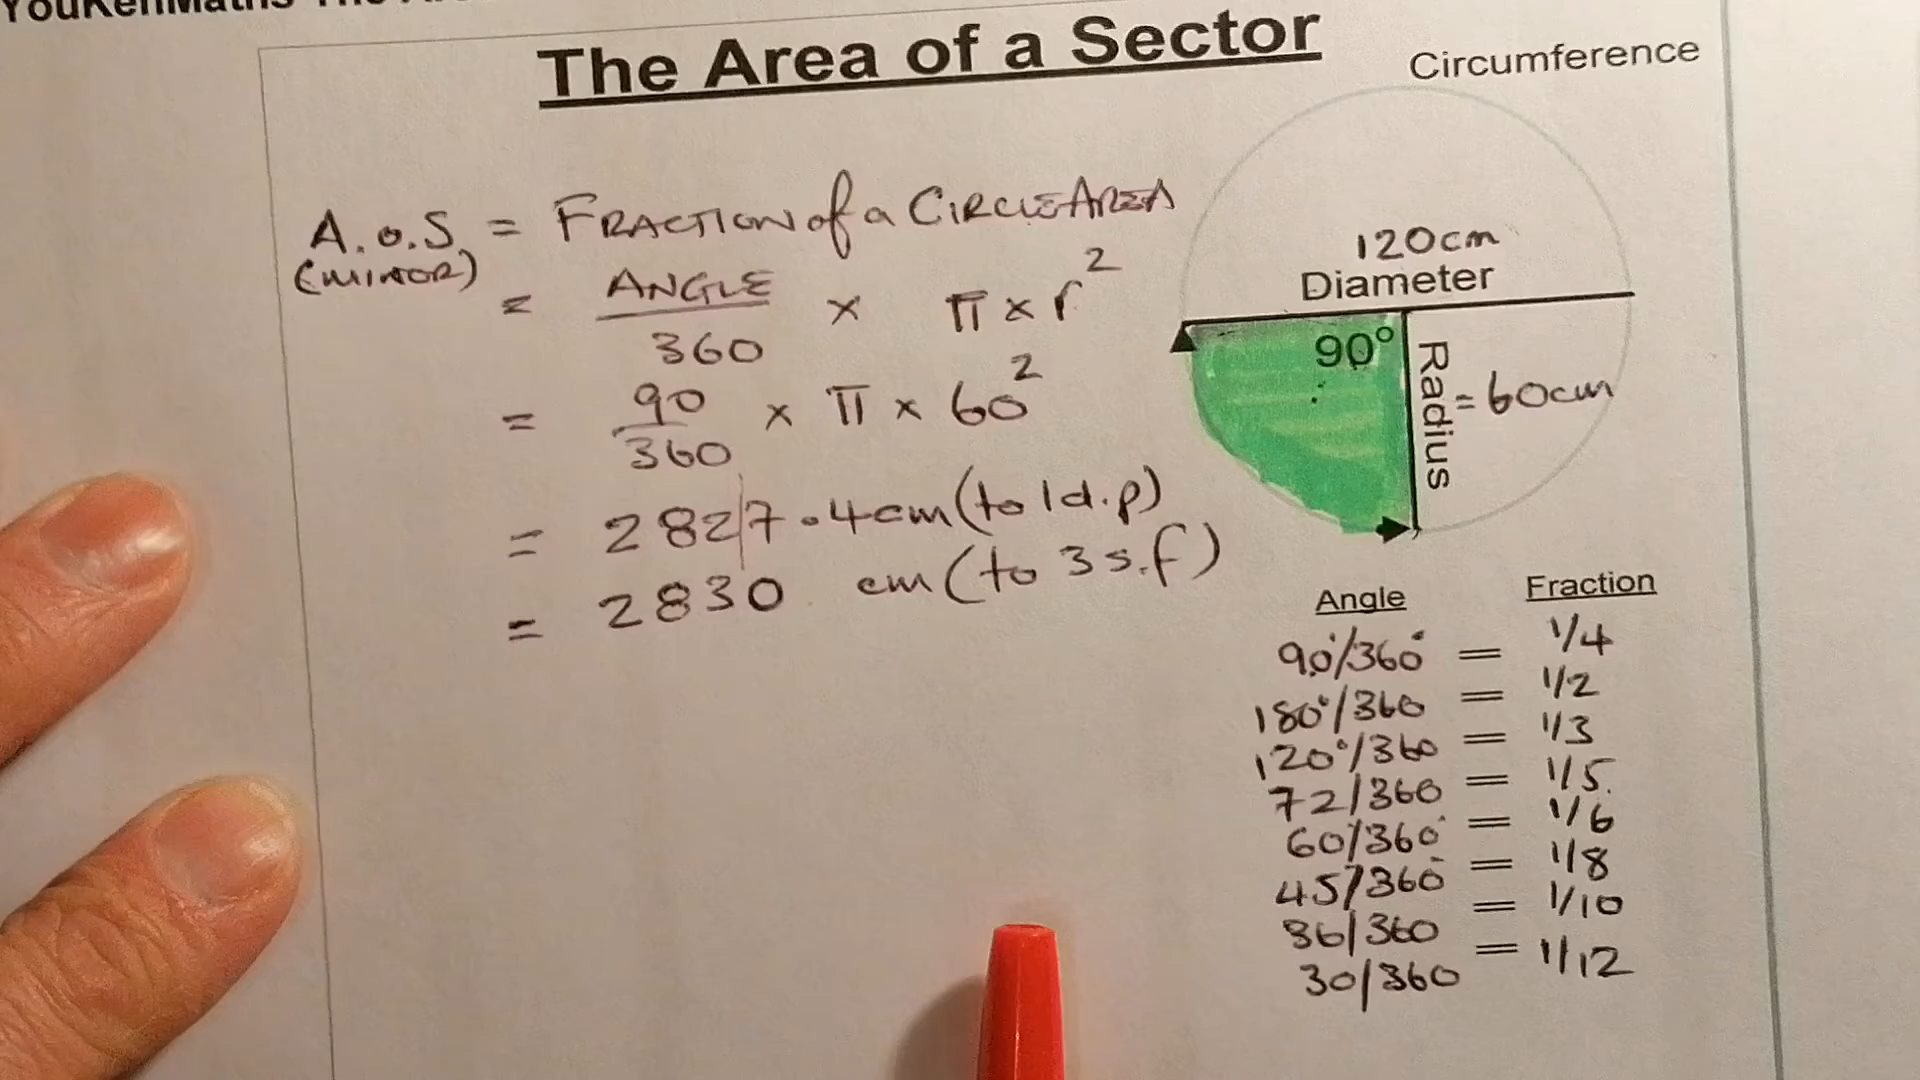 YouKenMaths
The Area of a Sector
Circumference
A.o.S = FRACTION of a CIRCLE AREA
(MINOR)
= ANGLE / 360 × π × r²
= 90 / 360 × π × 60²
= 2827.4cm (to 1d.p)
= 2830 cm (to 3 s.f)
120cm
Diameter
90°
Radius = 60cm
Angle Fraction
90°/360° = 1/4
180°/360 = 1/2
120°/360 = 1/3
72/360 = 1/5
60/360° = 1/6
45/360° = 1/8
36/360 = 1/10
30/360 = 1/12